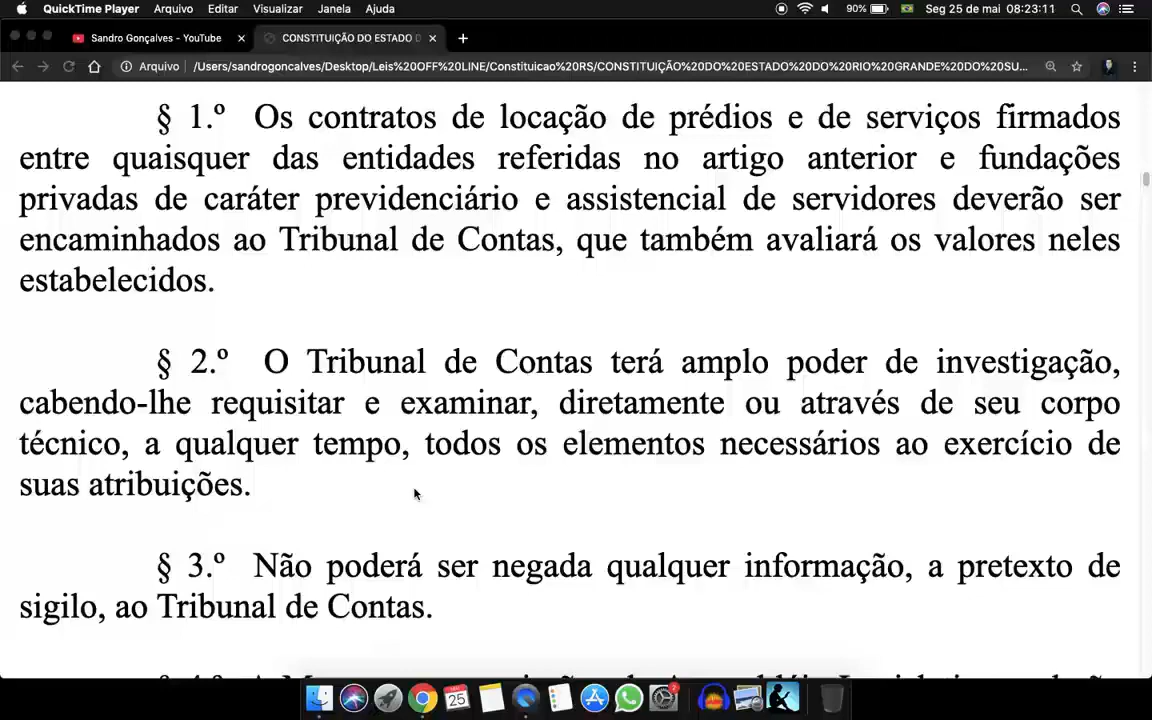 QuickTime Player Arquivo Editar Visualizar Janela Ajuda 90% Seg 25 de mai 08:23:11
Sandro Gonçalves - YouTube CONSTITUIÇÃO DO ESTADO
Arquivo /Users/sandrogoncalves/Desktop/Leis%20OFF%20LINE/Constituicao%20RS/CONSTITUIÇÃO%20DO%20ESTADO%20DO%20RIO%20GRANDE%20DO%20SU...
§ 1.º Os contratos de locação de prédios e de serviços firmados
entre quaisquer das entidades referidas no artigo anterior e fundações
privadas de caráter previdenciário e assistencial de servidores deverão ser
encaminhados ao Tribunal de Contas, que também avaliará os valores neles
estabelecidos.
§ 2.º O Tribunal de Contas terá amplo poder de investigação,
cabendo-lhe requisitar e examinar, diretamente ou através de seu corpo
técnico, a qualquer tempo, todos os elementos necessários ao exercício de
suas atribuições.
§ 3.º Não poderá ser negada qualquer informação, a pretexto de
sigilo, ao Tribunal de Contas.
25